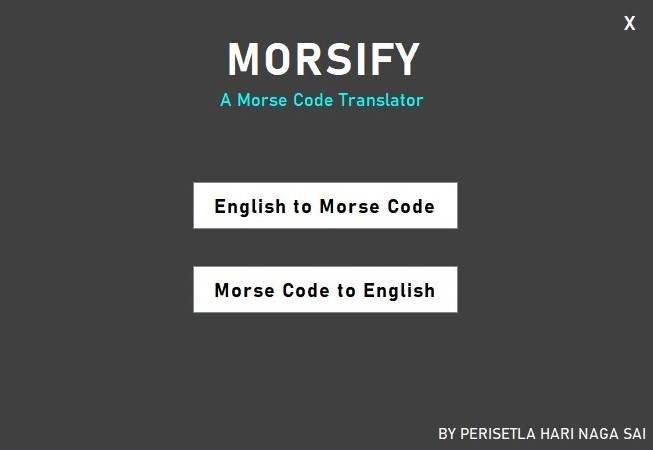 X
MORSIFY
A Morse Code Translator
English to Morse Code
Morse Code to English
BY PERISETLA HARI NAGA SAI